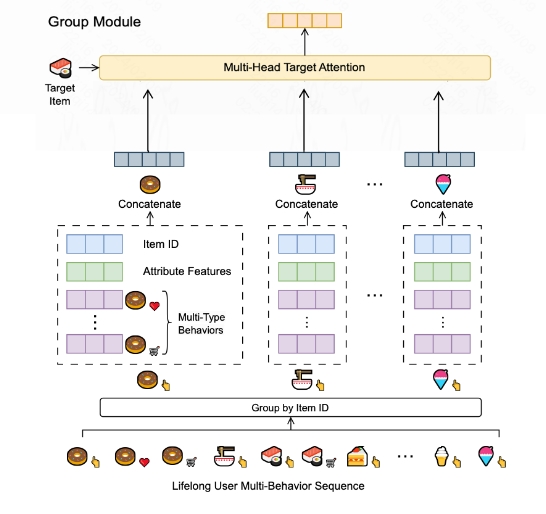 Group Module
Multi-Head Target Attention
Target
Item
Concatenate
Concatenate
...
Concatenate
Item ID
Attribute Features
Multi-Type
Behaviors
...
Group by Item ID
...
Lifelong User Multi-Behavior Sequence